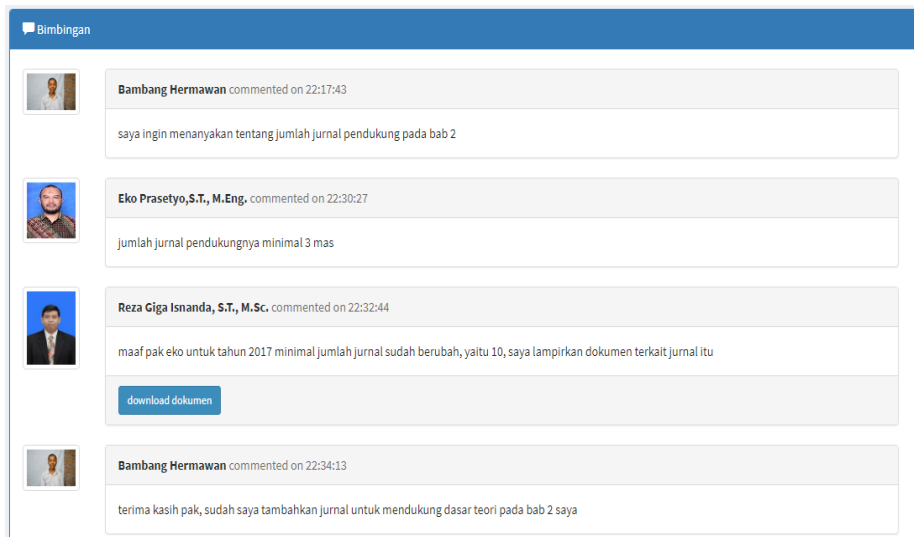 Bimbingan
Bambang Hermawan commented on 22:17:43
saya ingin menanyakan tentang jumlah jurnal pendukung pada bab 2
Eko Prasetyo,S.T., M.Eng. commented on 22:30:27
jumlah jurnal pendukungnya minimal 3 mas
Reza Giga Isnanda, S.T., M.Sc. commented on 22:32:44
maaf pak eko untuk tahun 2017 minimal jumlah jurnal sudah berubah, yaitu 10, saya lampirkan dokumen terkait jurnal itu
download dokumen
Bambang Hermawan commented on 22:34:13
terima kasih pak, sudah saya tambahkan jurnal untuk mendukung dasar teori pada bab 2 saya